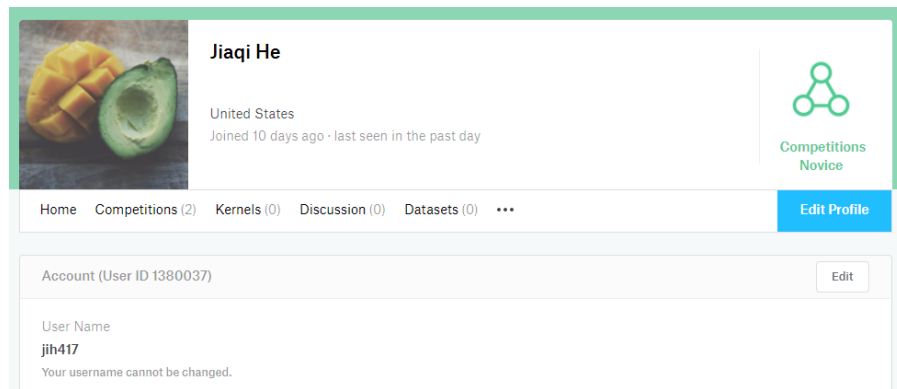 Jiaqi He
United States
Joined 10 days ago · last seen in the past day
Competitions
Novice
Home Competitions (2) Kernels (0) Discussion (0) Datasets (0) •••
Edit Profile
Account (User ID 1380037)
Edit
User Name
jih417
Your username cannot be changed.